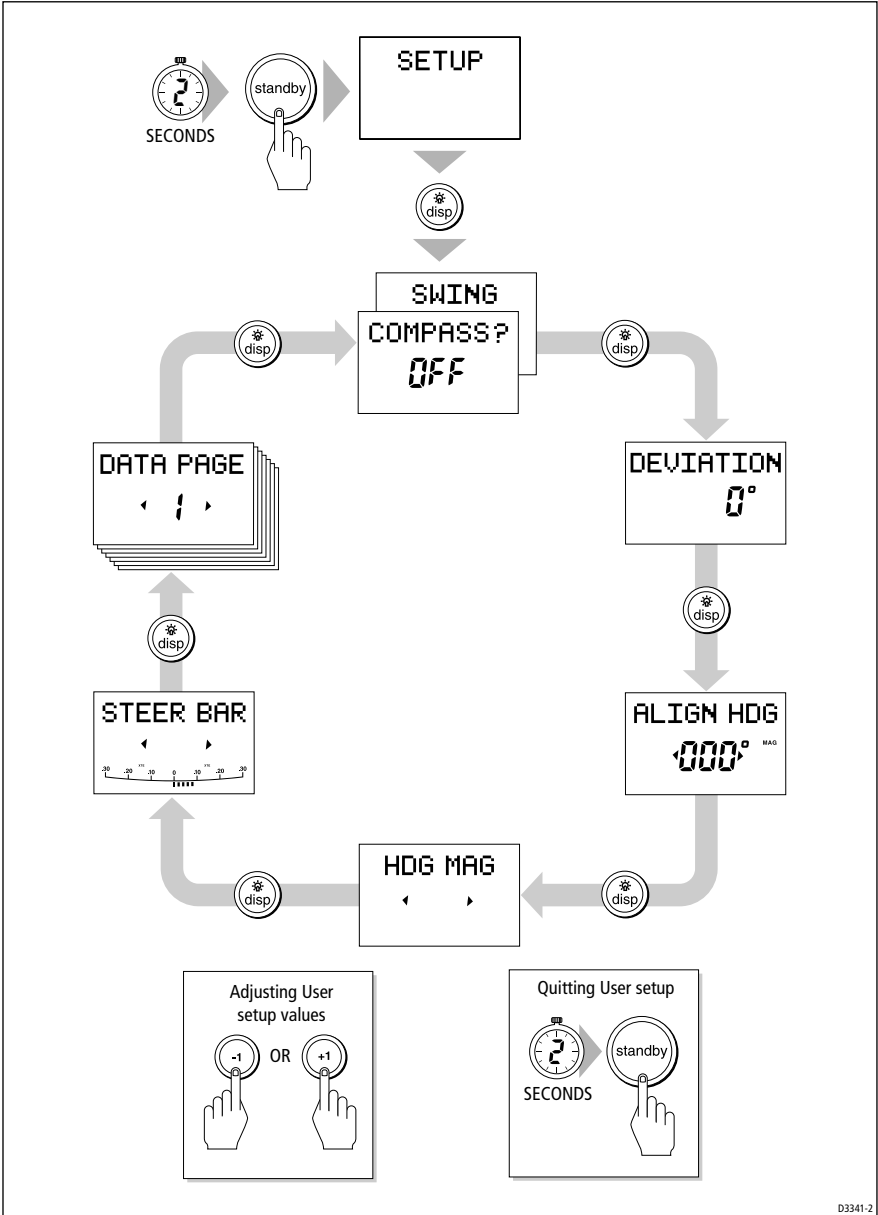 SETUP
2
standby
SECONDS
disp
SWING
COMPASS?
OFF
disp
disp
DATA PAGE
1
DEVIATION
0°
disp
disp
STEER BAR
.30 .20 XTE .10 0 .10 XTE .20 .30
ALIGN HDG
000° MAG
HDG MAG
disp
disp
Adjusting User
setup values
-1 OR +1
Quitting User setup
2
standby
SECONDS
D3341-2